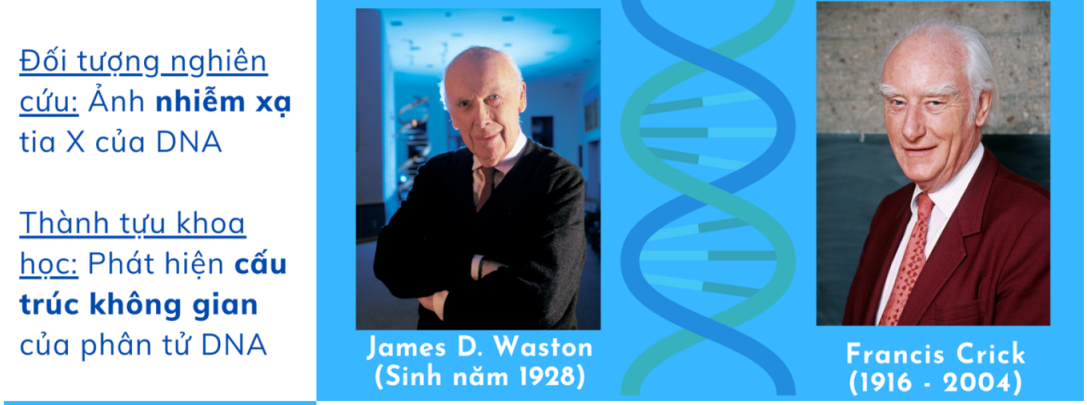 Đối tượng nghiên
cứu: Ảnh nhiễm xạ
tia X của DNA
Thành tựu khoa
học: Phát hiện cấu
trúc không gian
của phân tử DNA
James D. Waston
(Sinh năm 1928)
Francis Crick
(1916 - 2004)